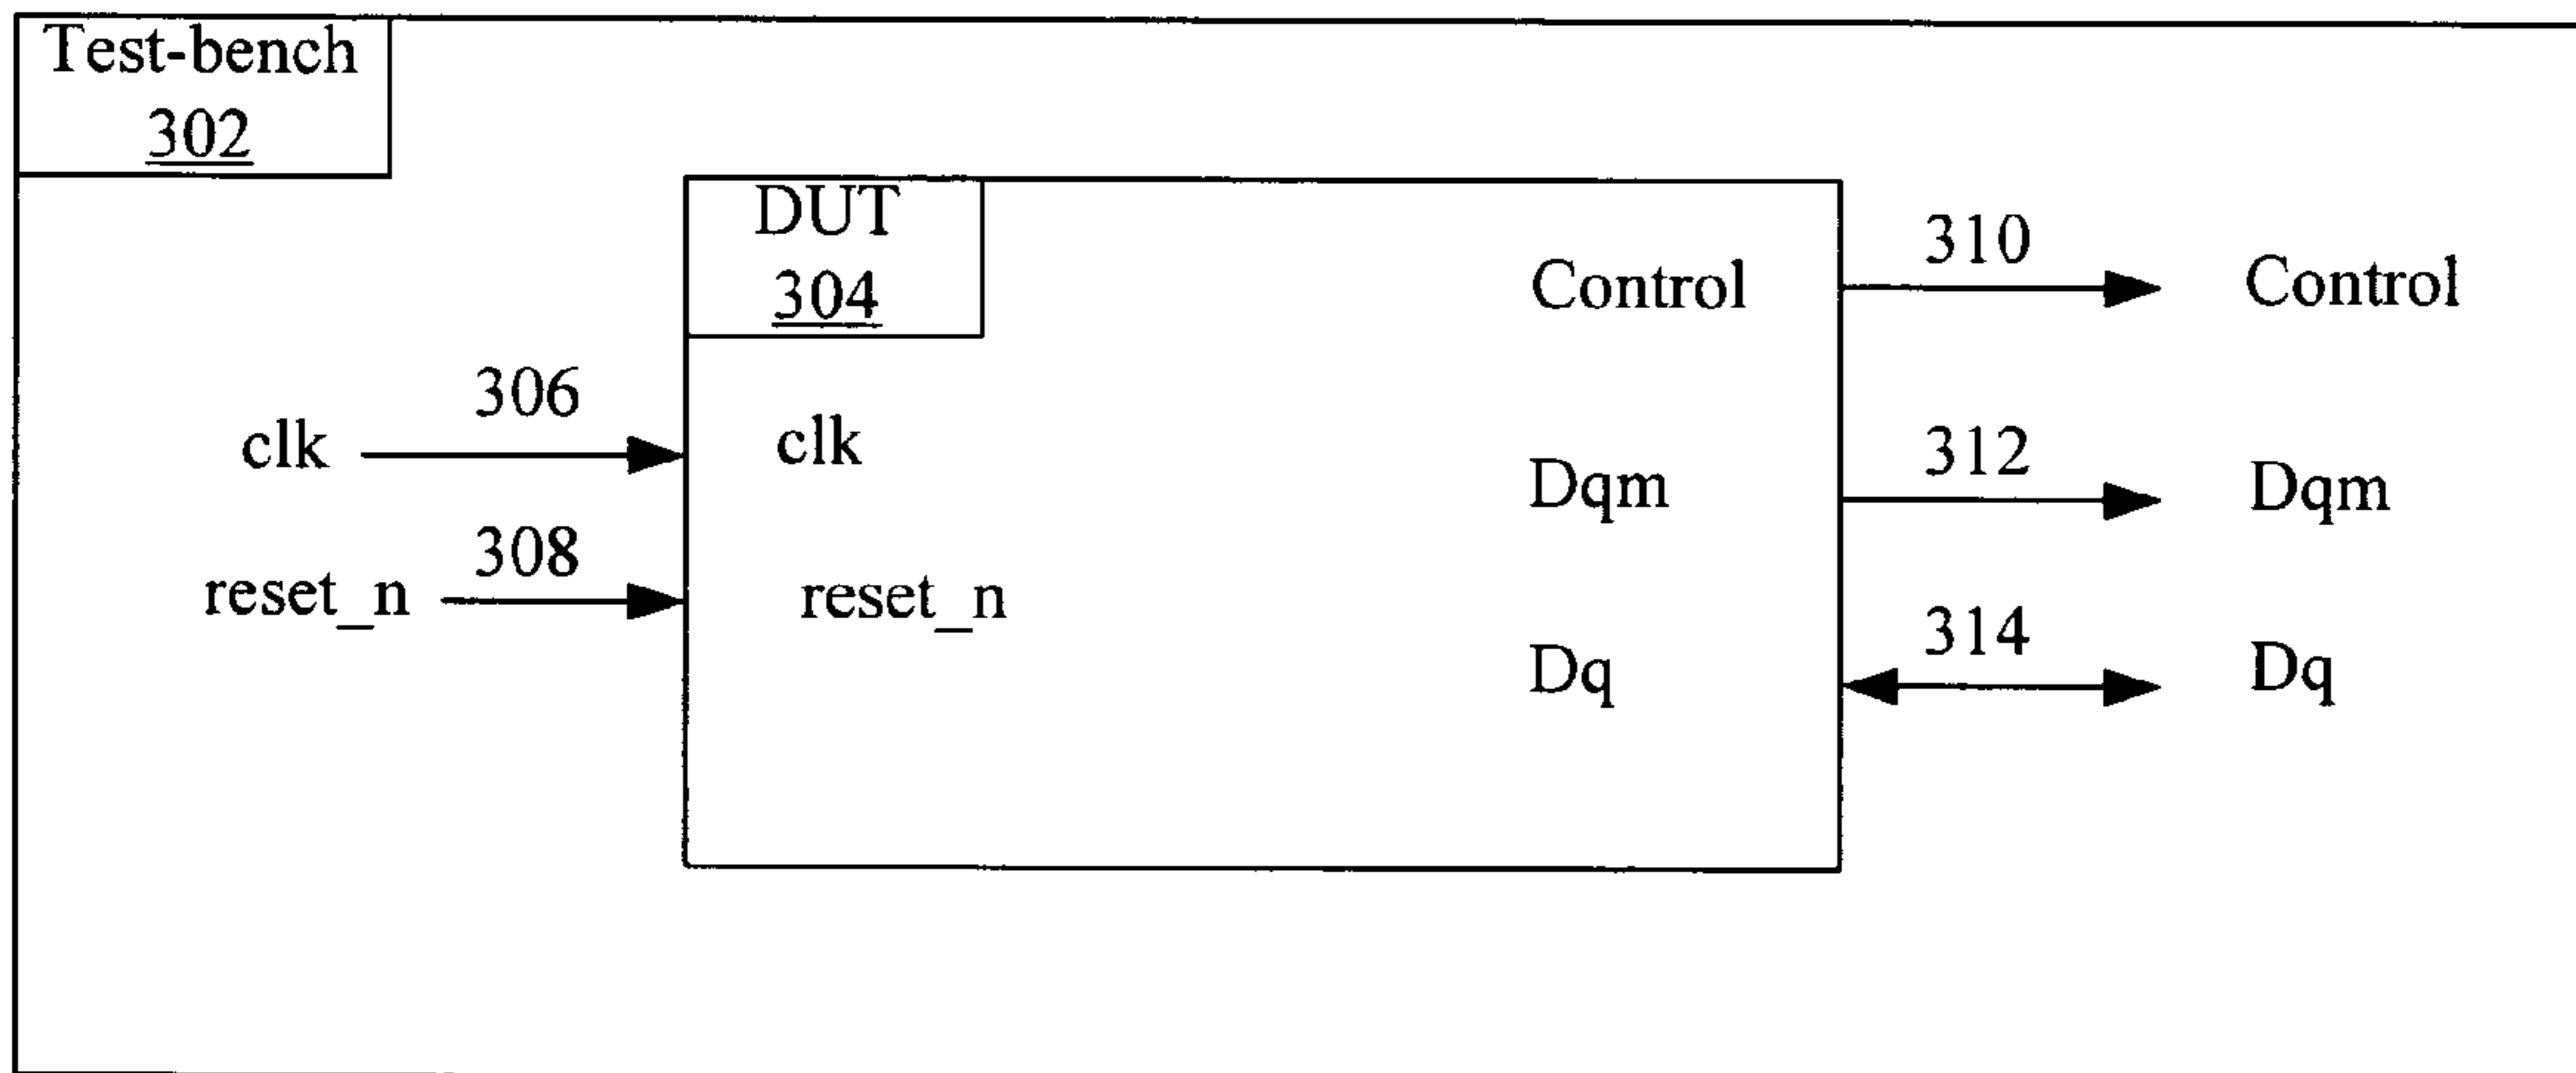 Test-bench
302
DUT
304
310
Control
Control
306
clk
clk
312
Dqm
Dqm
308
reset_n
reset_n
314
Dq
Dq